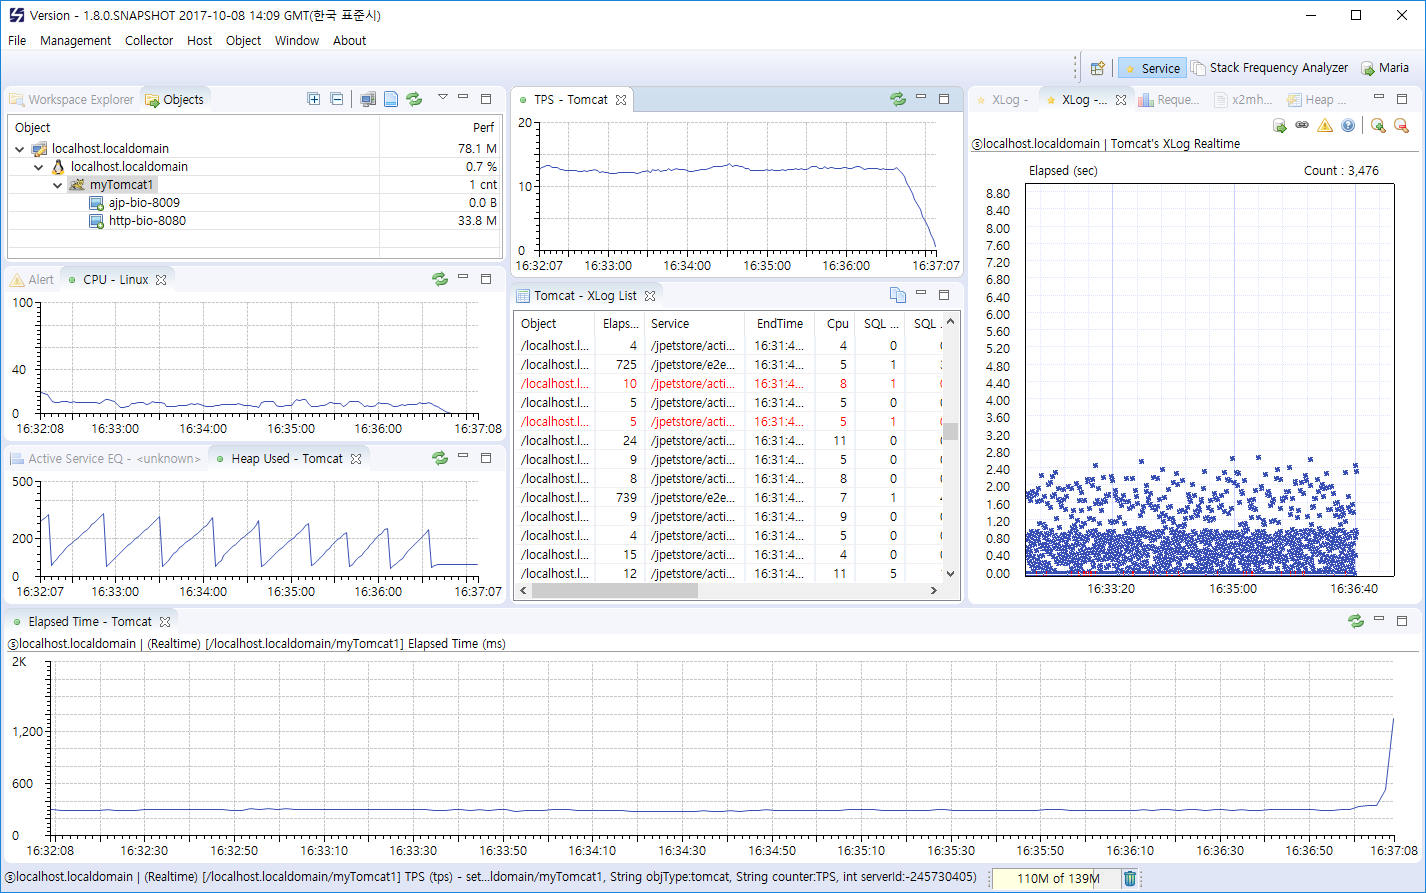 Version - 1.8.0.SNAPSHOT 2017-10-08 14:09 GMT(한국 표준시)
File Management Collector Host Object Window About
Service Stack Frequency Analyzer Maria
Workspace Explorer Objects
Object Perf
localhost.localdomain 78.1 M
localhost.localdomain 0.7 %
myTomcat1 1 cnt
ajp-bio-8009 0.0 B
http-bio-8080 33.8 M
Alert CPU - Linux
100
40
0
16:32:08 16:33:00 16:34:00 16:35:00 16:36:00 16:37:08
Active Service EQ - <unknown> Heap Used - Tomcat
500
200
0
16:32:07 16:33:00 16:34:00 16:35:00 16:36:00 16:37:07
TPS - Tomcat
20
10
0
16:32:07 16:33:00 16:34:00 16:35:00 16:36:00 16:37:07
Tomcat - XLog List
Object Elaps... Service EndTime Cpu SQL ... SQL .
/localhost.l... 4 /jpetstore/acti... 16:31:4... 4 0
/localhost.l... 725 /jpetstore/e2e... 16:31:4... 5 1
/localhost.l... 10 /jpetstore/acti... 16:31:4... 8 1
/localhost.l... 5 /jpetstore/acti... 16:31:4... 5 0
/localhost.l... 5 /jpetstore/acti... 16:31:4... 5 1
/localhost.l... 24 /jpetstore/acti... 16:31:4... 11 0
/localhost.l... 9 /jpetstore/acti... 16:31:4... 5 0
/localhost.l... 8 /jpetstore/acti... 16:31:4... 8 0
/localhost.l... 739 /jpetstore/e2e... 16:31:4... 7 1
/localhost.l... 9 /jpetstore/acti... 16:31:4... 9 0
/localhost.l... 4 /jpetstore/acti... 16:31:4... 5 0
/localhost.l... 15 /jpetstore/acti... 16:31:4... 4 0
/localhost.l... 12 /jpetstore/acti... 16:31:4... 11 5
XLog - XLog -... Reque... x2mh... Heap ...
ⓢlocalhost.localdomain | Tomcat's XLog Realtime
Elapsed (sec) Count : 3,476
8.80
8.40
8.00
7.60
7.20
6.80
6.40
6.00
5.60
5.20
4.80
4.40
4.00
3.60
3.20
2.80
2.40
2.00
1.60
1.20
0.80
0.40
0.00
16:33:20 16:35:00 16:36:40
Elapsed Time - Tomcat
ⓢlocalhost.localdomain | (Realtime) [/localhost.localdomain/myTomcat1] Elapsed Time (ms)
2K
1,200
600
0
16:32:08 16:32:30 16:32:50 16:33:10 16:33:30 16:33:50 16:34:10 16:34:30 16:34:50 16:35:10 16:35:30 16:35:50 16:36:10 16:36:30 16:36:50 16:37:08
ⓢlocalhost.localdomain | (Realtime) [/localhost.localdomain/myTomcat1] TPS (tps) - set...ldomain/myTomcat1, String objType:tomcat, String counter:TPS, int serverId:-245730405) 110M of 139M